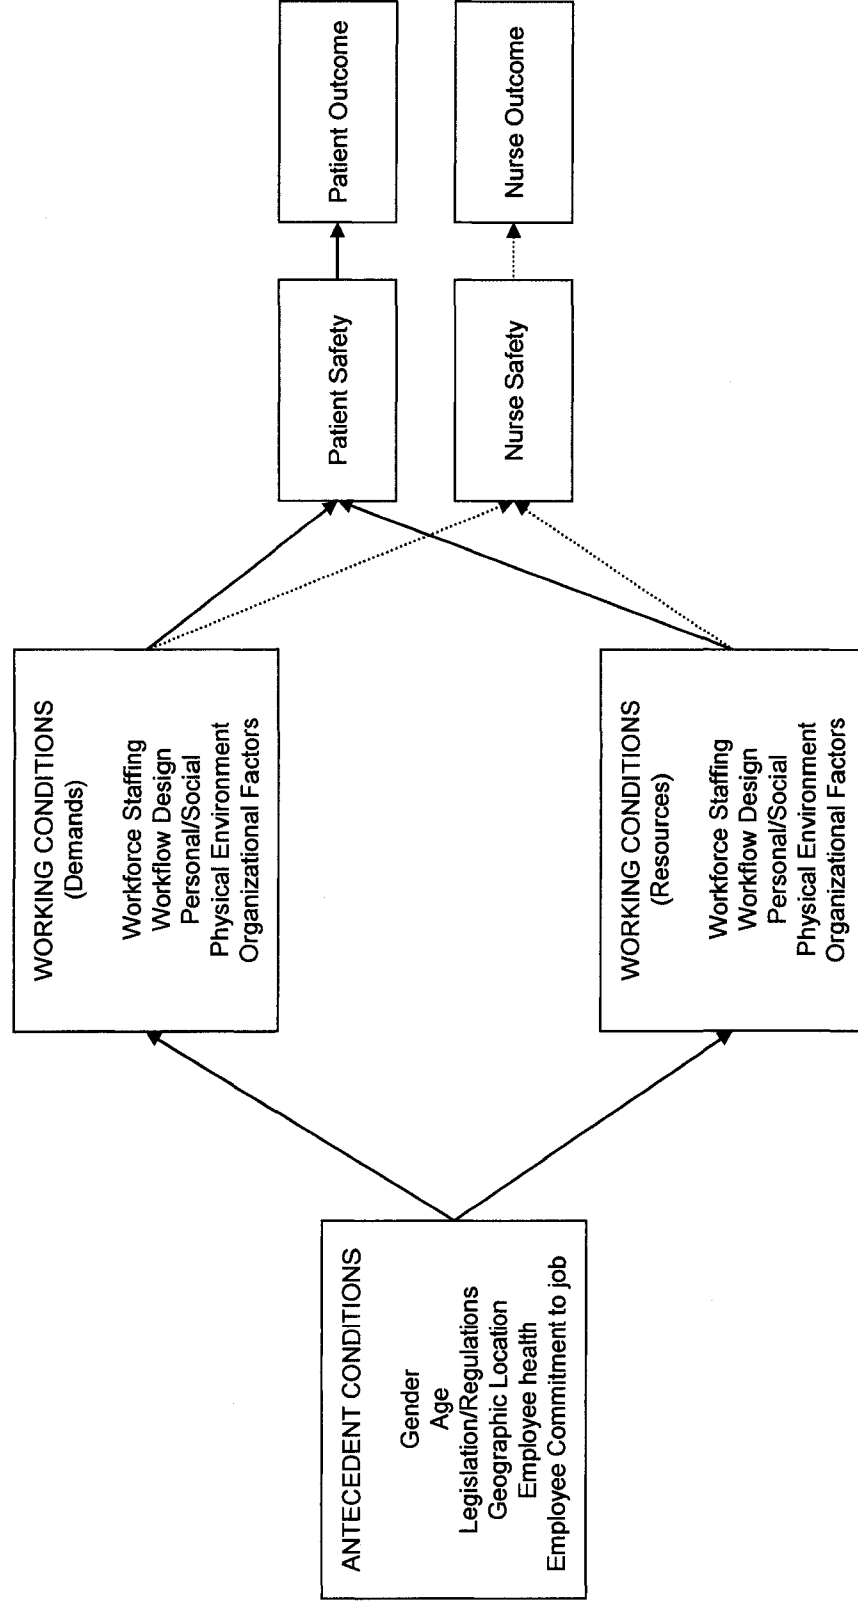 ANTECEDENT CONDITIONS
Gender
Age
Legislation/Regulations
Geographic Location
Employee health
Employee Commitment to job
WORKING CONDITIONS
(Demands)
Workforce Staffing
Workflow Design
Personal/Social
Physical Environment
Organizational Factors
WORKING CONDITIONS
(Resources)
Workforce Staffing
Workflow Design
Personal/Social
Physical Environment
Organizational Factors
Patient Safety
Nurse Safety
Patient Outcome
Nurse Outcome